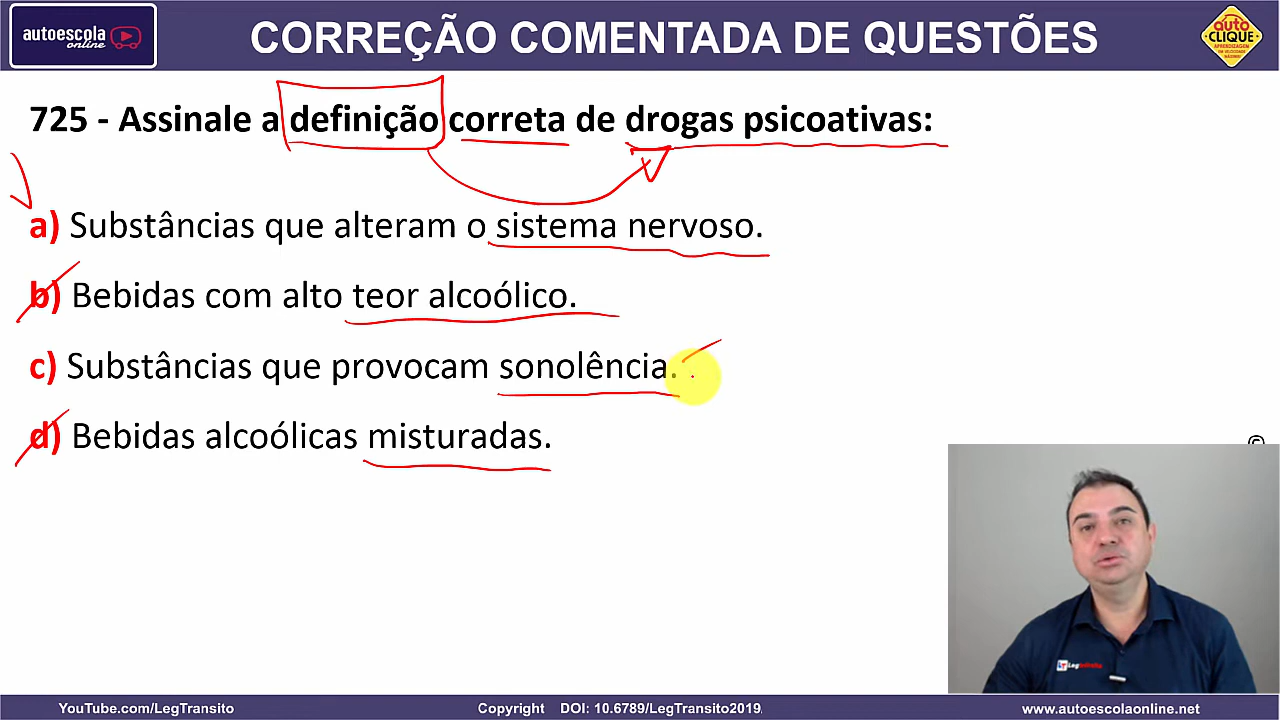 autoescola
online
CORREÇÃO COMENTADA DE QUESTÕES
auto
CLIQUE
725 - Assinale a definição correta de drogas psicoativas:
a) Substâncias que alteram o sistema nervoso.
b) Bebidas com alto teor alcoólico.
c) Substâncias que provocam sonolência.
d) Bebidas alcoólicas misturadas.
©
LegTransito
YouTube.com/LegTransito
Copyright DOI: 10.6789/LegTransito2019
www.autoescolaonline.net